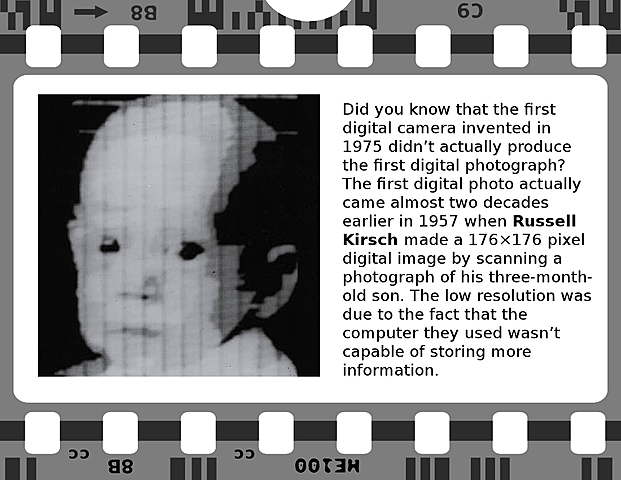 B8
C9
Did you know that the first
digital camera invented in
1975 didn’t actually produce
the first digital photograph?
The first digital photo actually
came almost two decades
earlier in 1957 when Russell
Kirsch made a 176×176 pixel
digital image by scanning a
photograph of his three-month-
old son. The low resolution was
due to the fact that the
computer they used wasn’t
capable of storing more
information.
cc
8B
cc
HE100